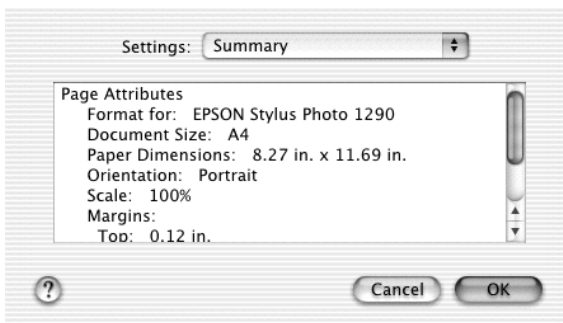 Settings: Summary
Page Attributes
Format for: EPSON Stylus Photo 1290
Document Size: A4
Paper Dimensions: 8.27 in. x 11.69 in.
Orientation: Portrait
Scale: 100%
Margins:
Top: 0.12 in.
? Cancel OK